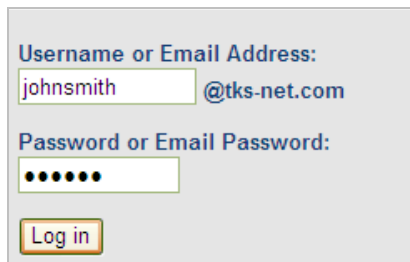 Username or Email Address:
johnsmith @tks-net.com
Password or Email Password:
●●●●●●
Log in